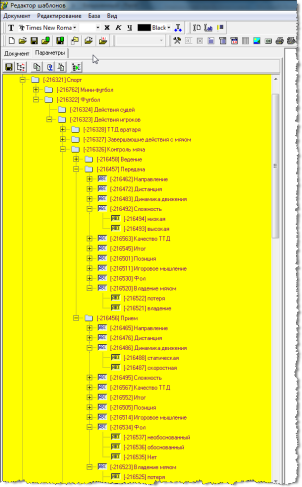 Редактор шаблонов
Документ Редактирование База Вид
Times New Roma Ж К Ч Black
Документ Параметры
[-216321] Спорт
[-216762] Мини-футбол
[-216322] Футбол
[-216324] Действия судей
[-216323] Действия игроков
[-216328] ТТД вратаря
[-216327] Завершающие действия с мячом
[-216326] Контроль мяча
[-216458] Ведение
[-216457] Передача
[-216462] Направление
[-216472] Дистанция
[-216483] Динамика движения
[-216492] Сложность
[-216494] низкая
[-216493] высокая
[-216563] Качество ТТД
[-216545] Итог
[-216501] Позиция
[-216511] Игоровое мышление
[-216530] Фол
[-216520] Владение мячом
[-216522] потеря
[-216521] владение
[-216456] Прием
[-216465] Направление
[-216476] Дистанция
[-216486] Динамика движения
[-216488] статическая
[-216487] скоростная
[-216495] Сложность
[-216567] Качество ТТД
[-216552] Итог
[-216505] Позиция
[-216514] Игоровое мышление
[-216534] Фол
[-216537] необоснованный
[-216536] обоснованный
[-216535] Нет
[-216523] Владение мячом
[-216525] потеря